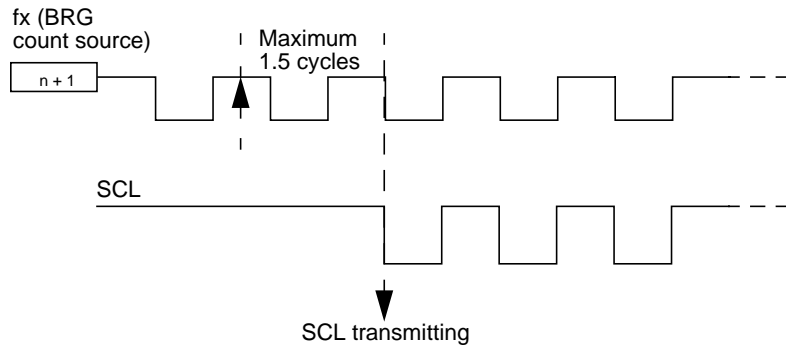 fx (BRG
count source)
Maximum
1.5 cycles
n + 1
SCL
SCL transmitting